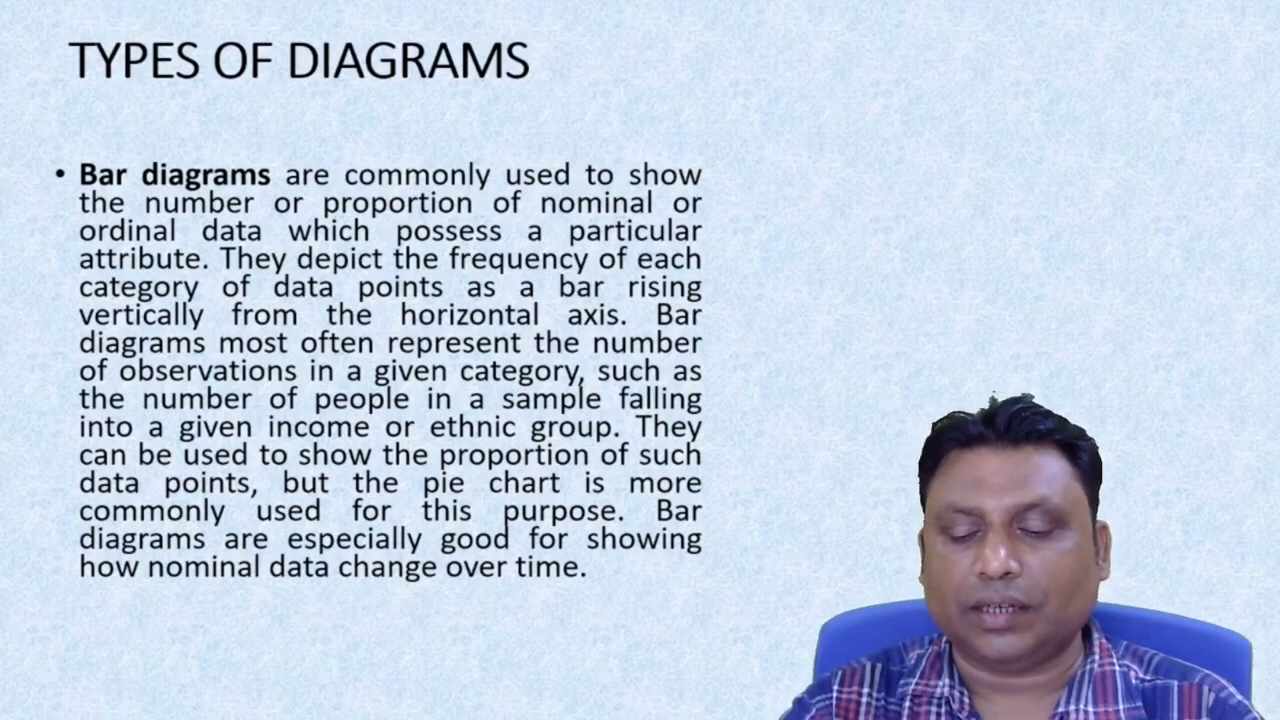 TYPES OF DIAGRAMS
• Bar diagrams are commonly used to show
the number or proportion of nominal or
ordinal data which possess a particular
attribute. They depict the frequency of each
category of data points as a bar rising
vertically from the horizontal axis. Bar
diagrams most often represent the number
of observations in a given category, such as
the number of people in a sample falling
into a given income or ethnic group. They
can be used to show the proportion of such
data points, but the pie chart is more
commonly used for this purpose. Bar
diagrams are especially good for showing
how nominal data change over time.